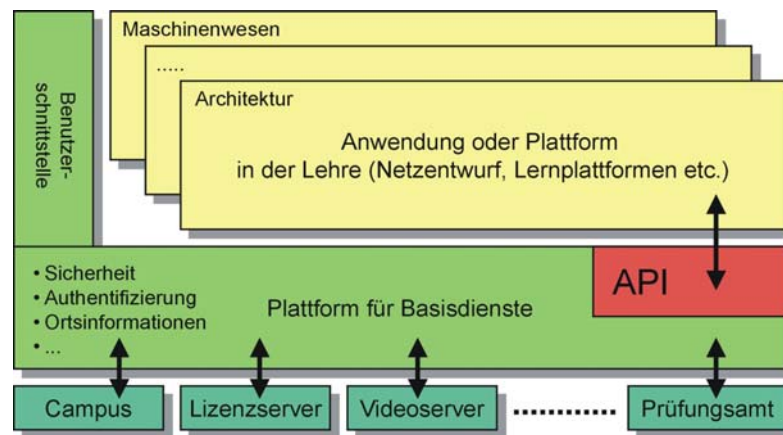 Maschinenwesen
.....
Architektur
Benutzer-
schnittstelle
Anwendung oder Plattform
in der Lehre (Netzentwurf, Lernplattformen etc.)
API
• Sicherheit
• Authentifizierung
• Ortsinformationen
• ...
Plattform für Basisdienste
Campus
Lizenzserver
Videoserver
Prüfungsamt